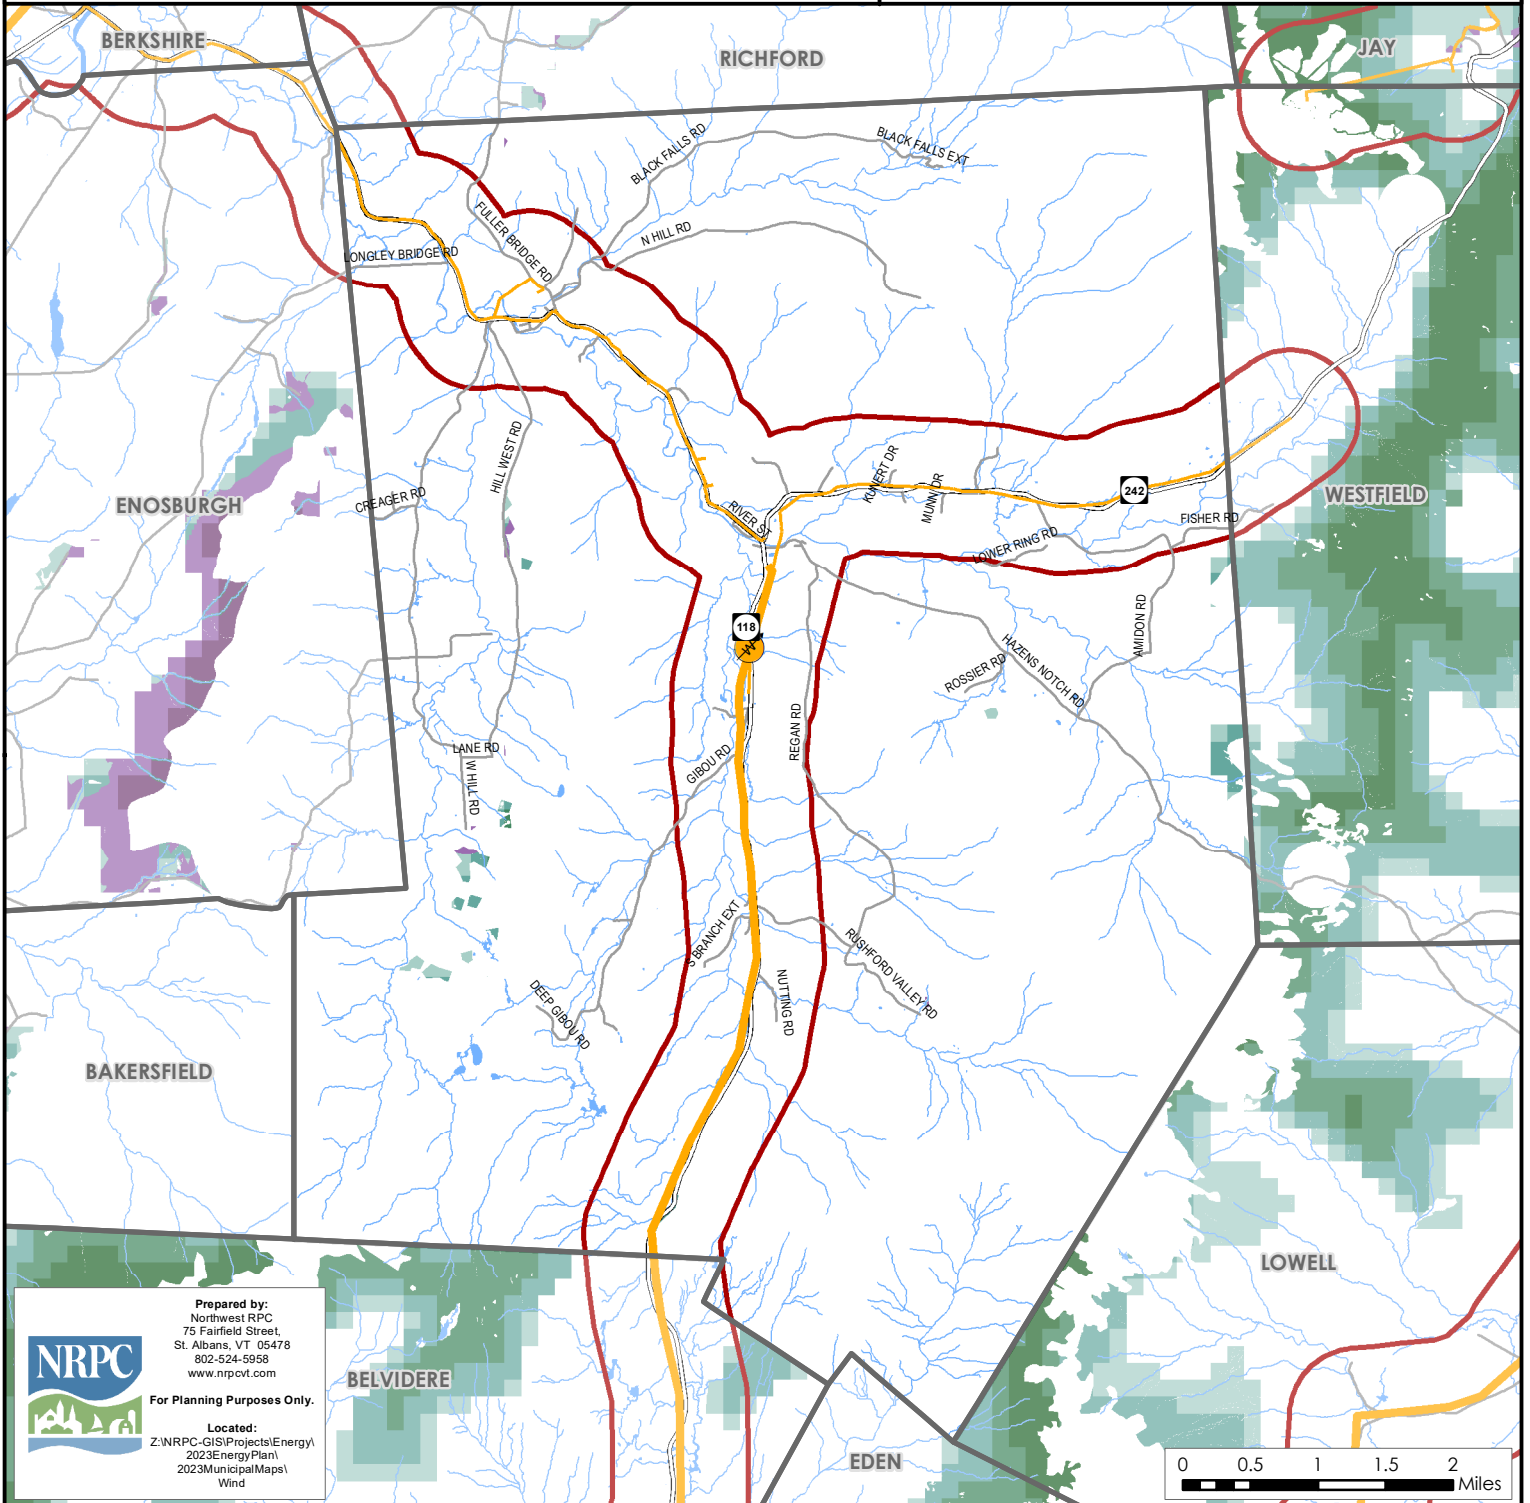 BERKSHIRE
RICHFORD
JAY
BLACK FALLS RD
BLACK FALLS EXT
FULLER BRIDGE RD
N HILL RD
LONGLEY BRIDGE RD
HILL WEST RD
CREAGER RD
ENOSBURGH
KUNERT DR
MUNN DR
242
WESTFIELD
RIVER ST
FISHER RD
LOWER RING RD
118
W
AMIDON RD
HAZENS NOTCH RD
ROSSIER RD
REGAN RD
LANE RD
GIBOU RD
W HILL RD
S BRANCH EXT
RUSHFORD VALLEY RD
NUTTING RD
DEEP GIBOU RD
BAKERSFIELD
LOWELL
BELVIDERE
EDEN
NRPC
Prepared by:
Northwest RPC
75 Fairfield Street,
St. Albans, VT 05478
802-524-5958
www.nrpcvt.com
For Planning Purposes Only.
Located:
Z:\NRPC-GIS\Projects\Energy\
2023EnergyPlan\
2023MunicipalMaps\
Wind
0 0.5 1 1.5 2
Miles